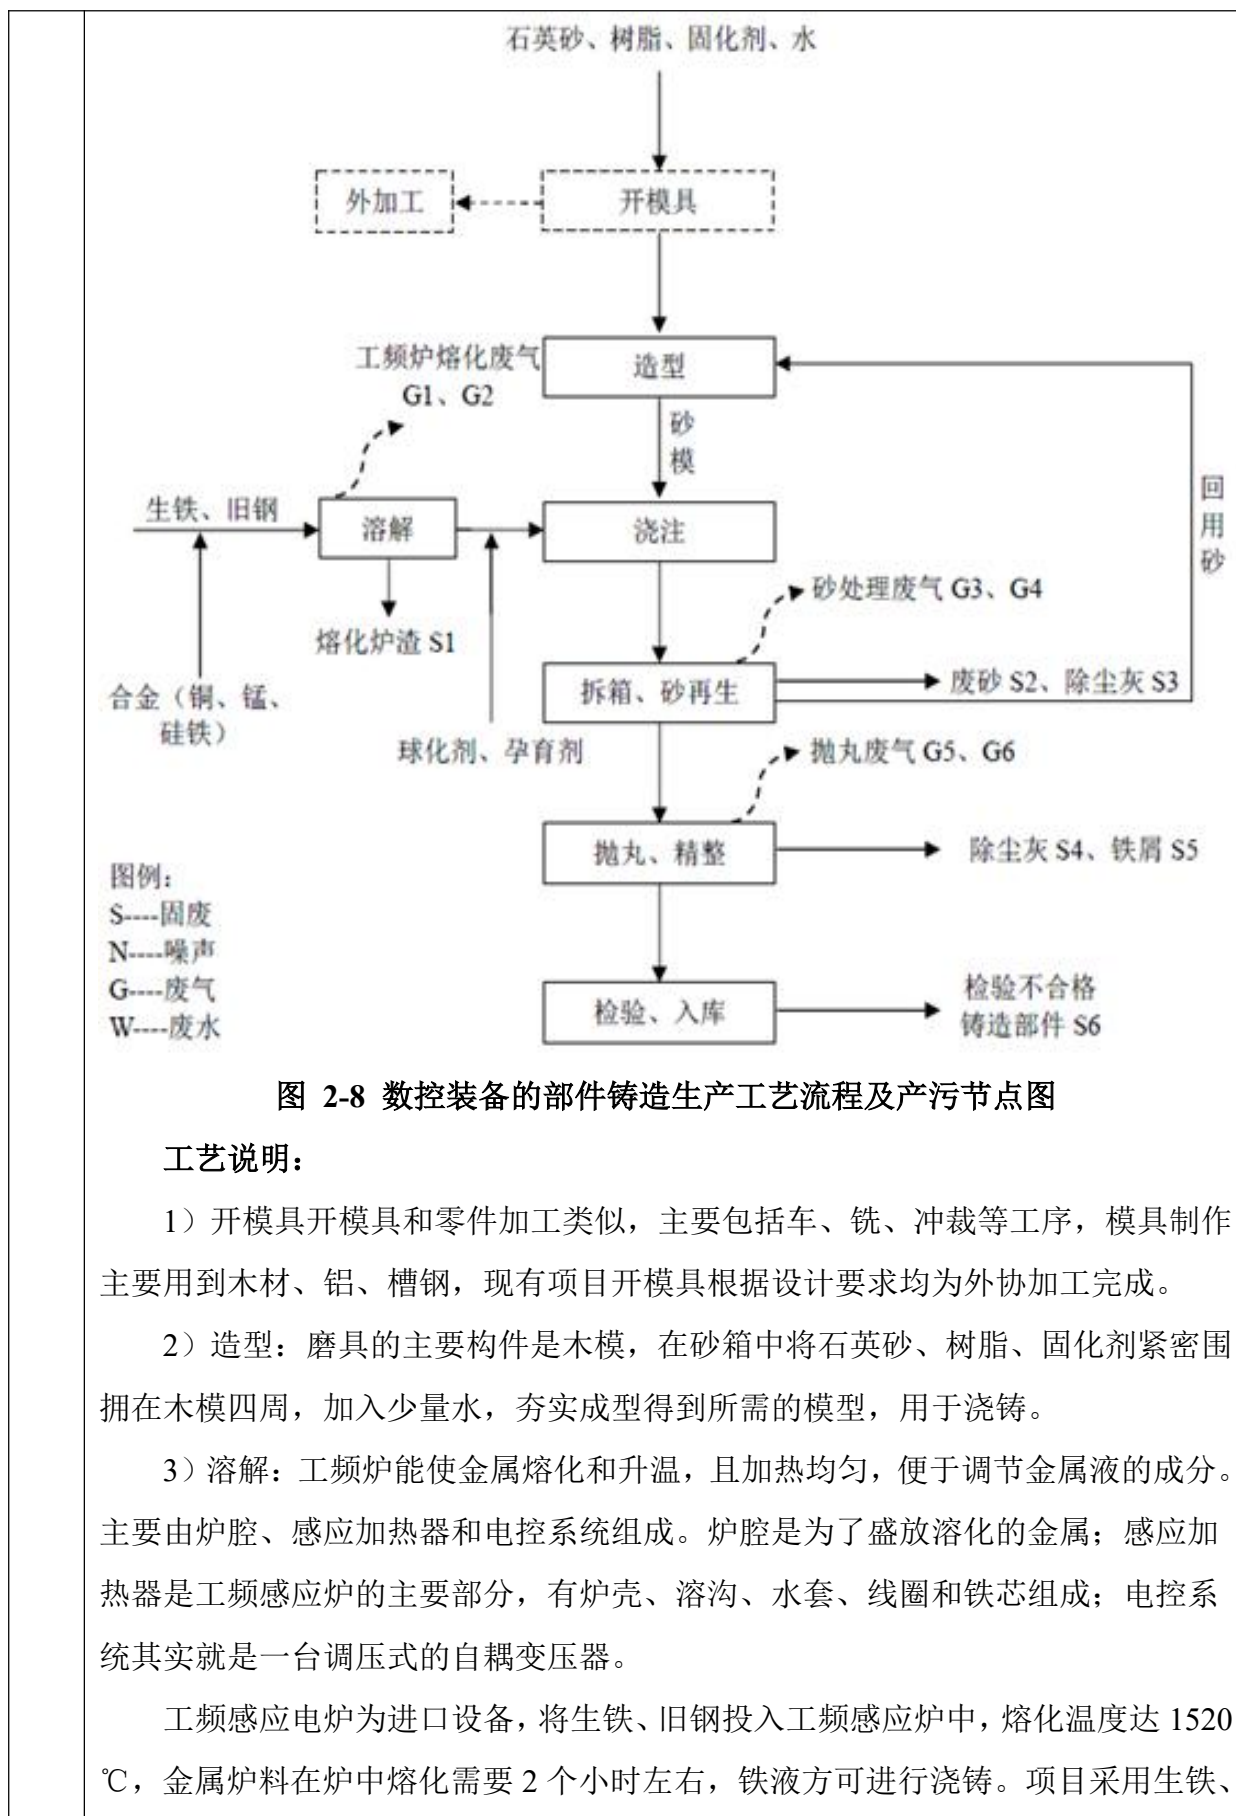 石英砂、树脂、固化剂、水
外加工
开模具
工频炉熔化废气
G1、G2
造型
砂
模
生铁、旧钢
溶解
浇注
回
用
砂
砂处理废气 G3、G4
熔化炉渣 S1
拆箱、砂再生
废砂 S2、除尘灰 S3
合金（铜、锰、
硅铁）
球化剂、孕育剂
抛丸废气 G5、G6
抛丸、精整
除尘灰 S4、铁屑 S5
图例：
S----固废
N----噪声
G----废气
W----废水
检验、入库
检验不合格
铸造部件 S6
图 2-8 数控装备的部件铸造生产工艺流程及产污节点图
工艺说明：
1）开模具开模具和零件加工类似，主要包括车、铣、冲裁等工序，模具制作
主要用到木材、铝、槽钢，现有项目开模具根据设计要求均为外协加工完成。
2）造型：磨具的主要构件是木模，在砂箱中将石英砂、树脂、固化剂紧密围
拥在木模四周，加入少量水，夯实成型得到所需的模型，用于浇铸。
3）溶解：工频炉能使金属熔化和升温，且加热均匀，便于调节金属液的成分。
主要由炉腔、感应加热器和电控系统组成。炉腔是为了盛放溶化的金属；感应加
热器是工频感应炉的主要部分，有炉壳、溶沟、水套、线圈和铁芯组成；电控系
统其实就是一台调压式的自耦变压器。
工频感应电炉为进口设备，将生铁、旧钢投入工频感应炉中，熔化温度达 1520
℃，金属炉料在炉中熔化需要 2 个小时左右，铁液方可进行浇铸。项目采用生铁、